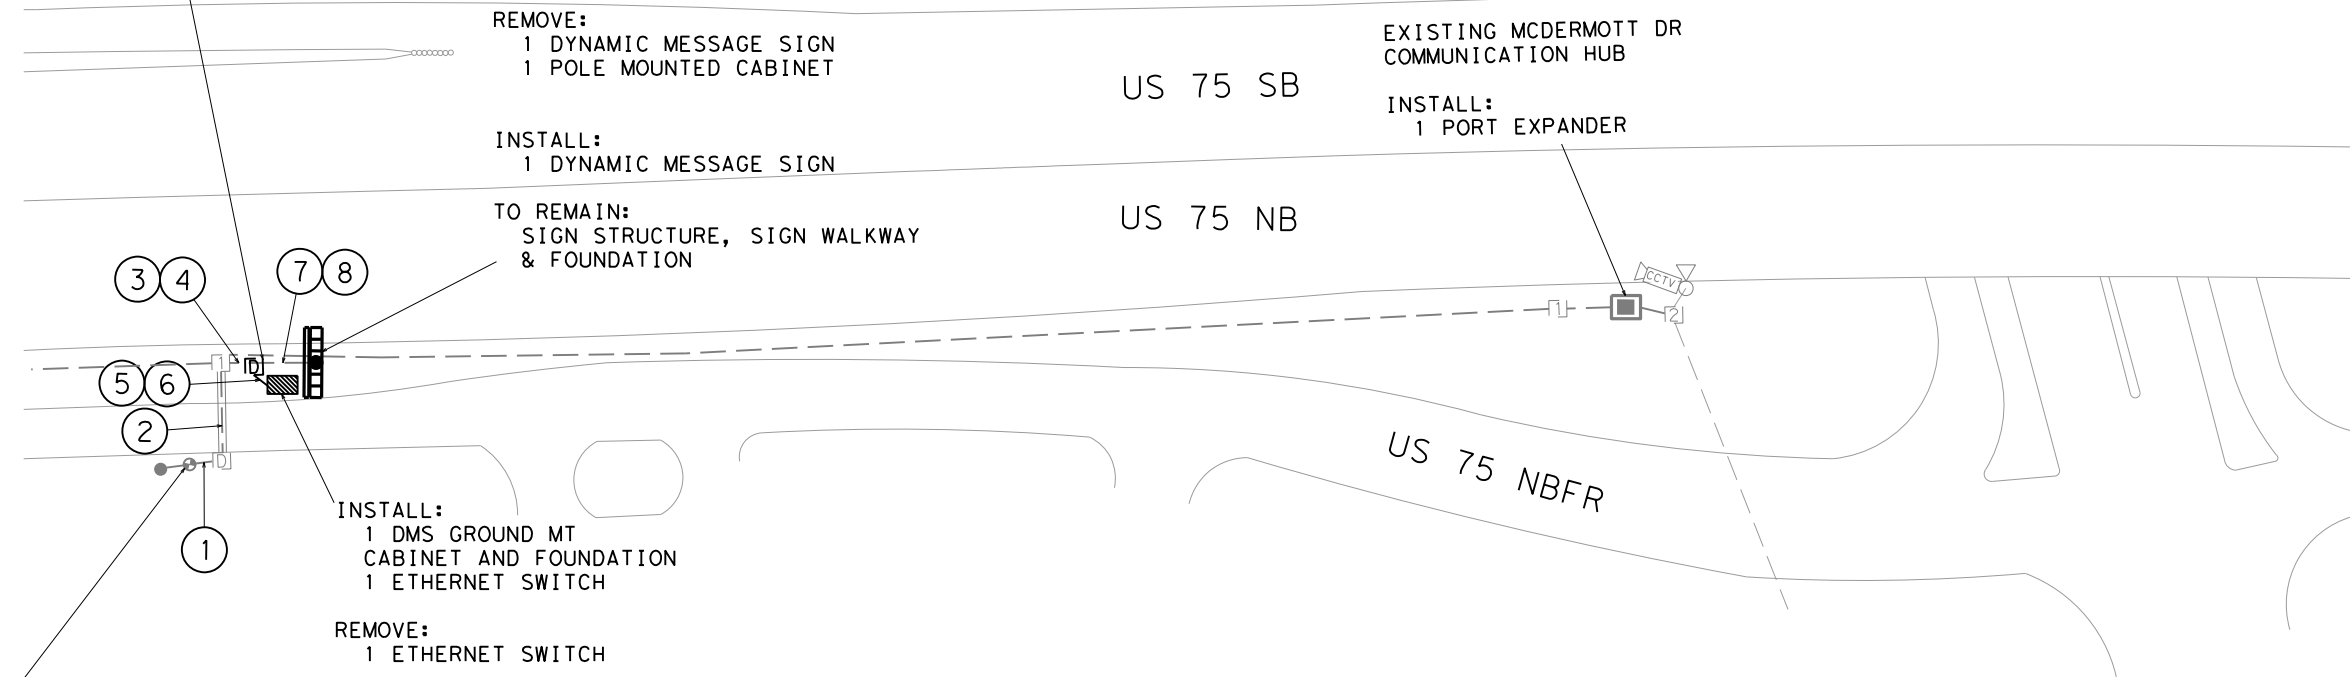 REMOVE:
1 DYNAMIC MESSAGE SIGN
1 POLE MOUNTED CABINET
INSTALL:
1 DYNAMIC MESSAGE SIGN
TO REMAIN:
SIGN STRUCTURE, SIGN WALKWAY
& FOUNDATION
US 75 SB
EXISTING MCDERMOTT DR
COMMUNICATION HUB
INSTALL:
1 PORT EXPANDER
US 75 NB
3 4
7 8
CCTV
1
2
1
D
5 6
2
D
1
US 75 NBFR
INSTALL:
1 DMS GROUND MT
CABINET AND FOUNDATION
1 ETHERNET SWITCH
REMOVE:
1 ETHERNET SWITCH